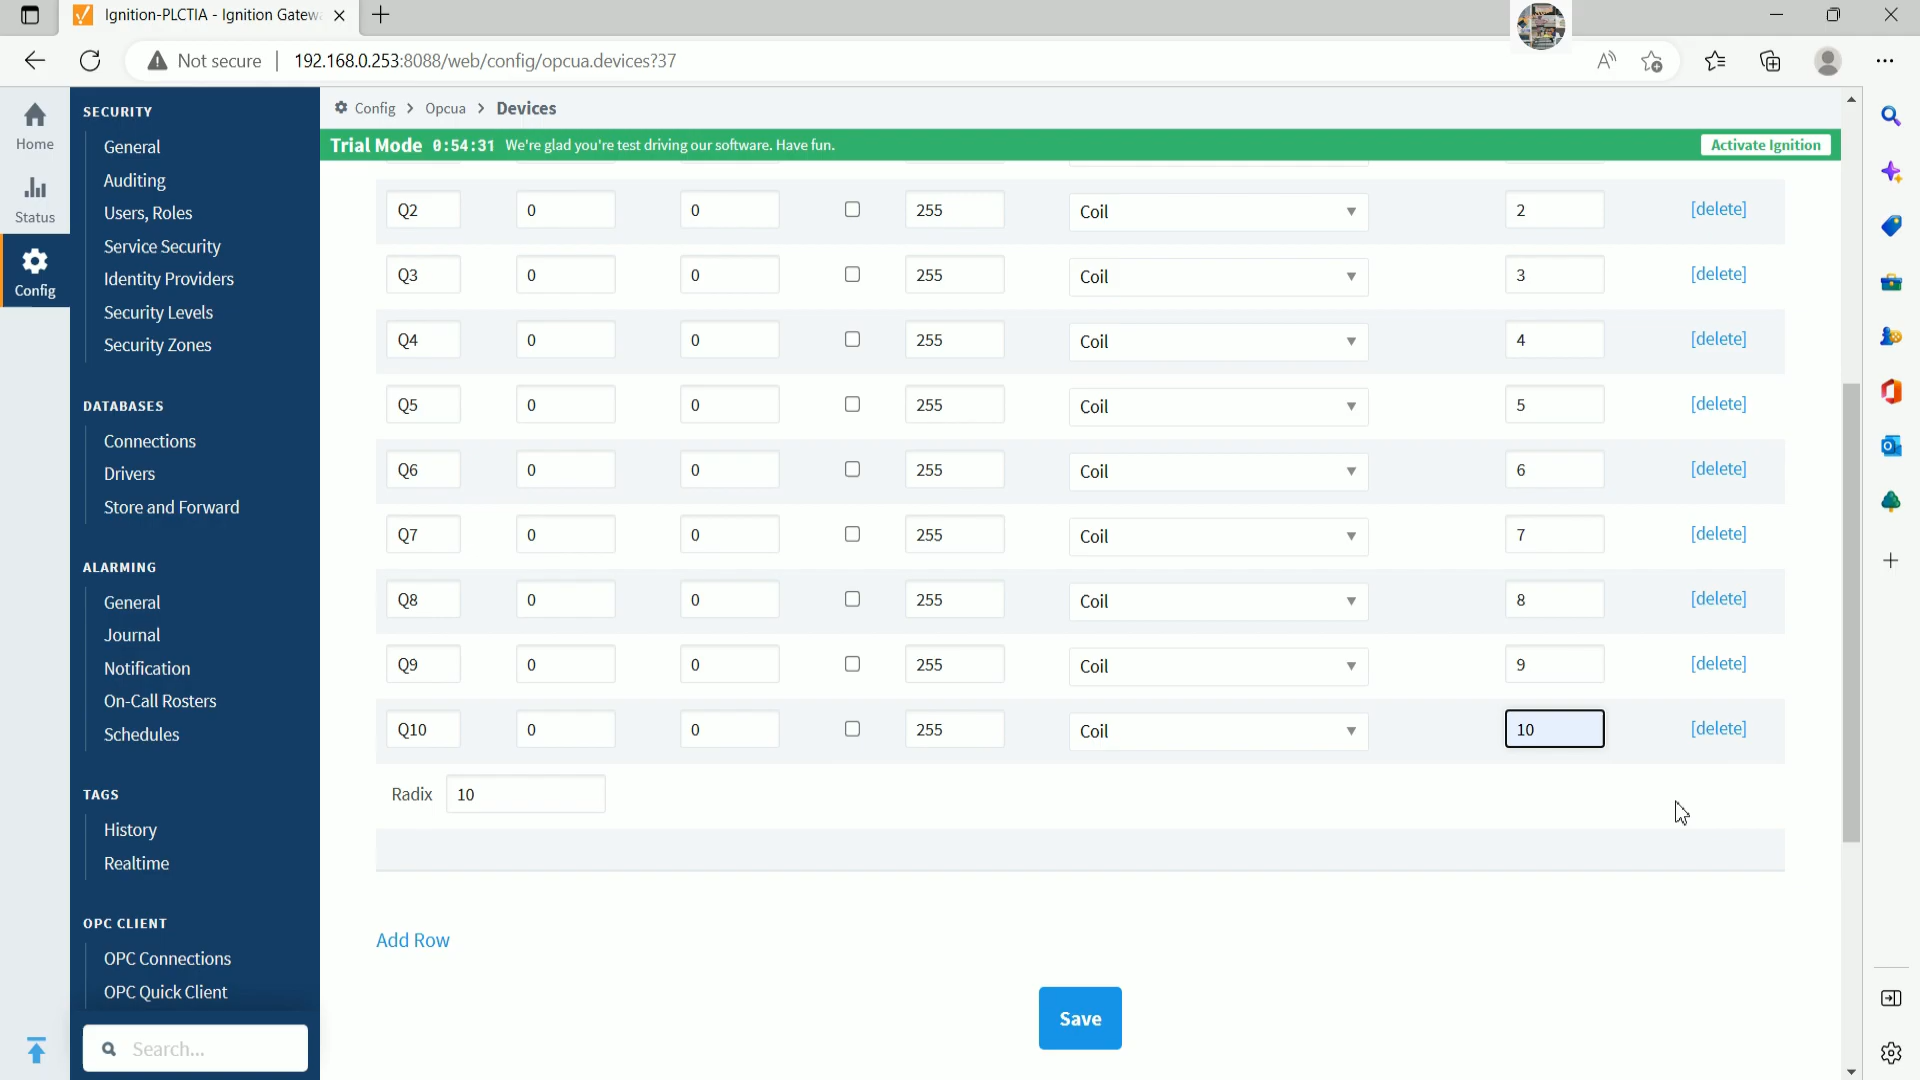 Ignition-PLCTIA - Ignition Gatew
Not secure | 192.168.0.253:8088/web/config/opcua.devices?37
Home
Status
Config
SECURITY
General
Auditing
Users, Roles
Service Security
Identity Providers
Security Levels
Security Zones
DATABASES
Connections
Drivers
Store and Forward
ALARMING
General
Journal
Notification
On-Call Rosters
Schedules
TAGS
History
Realtime
OPC CLIENT
OPC Connections
OPC Quick Client
Search...
Config > Opcua > Devices
Trial Mode 0:54:31 We're glad you're test driving our software. Have fun. Activate Ignition
Q2 0 0 255 Coil 2 [delete]
Q3 0 0 255 Coil 3 [delete]
Q4 0 0 255 Coil 4 [delete]
Q5 0 0 255 Coil 5 [delete]
Q6 0 0 255 Coil 6 [delete]
Q7 0 0 255 Coil 7 [delete]
Q8 0 0 255 Coil 8 [delete]
Q9 0 0 255 Coil 9 [delete]
Q10 0 0 255 Coil 10 [delete]
Radix 10
Add Row
Save